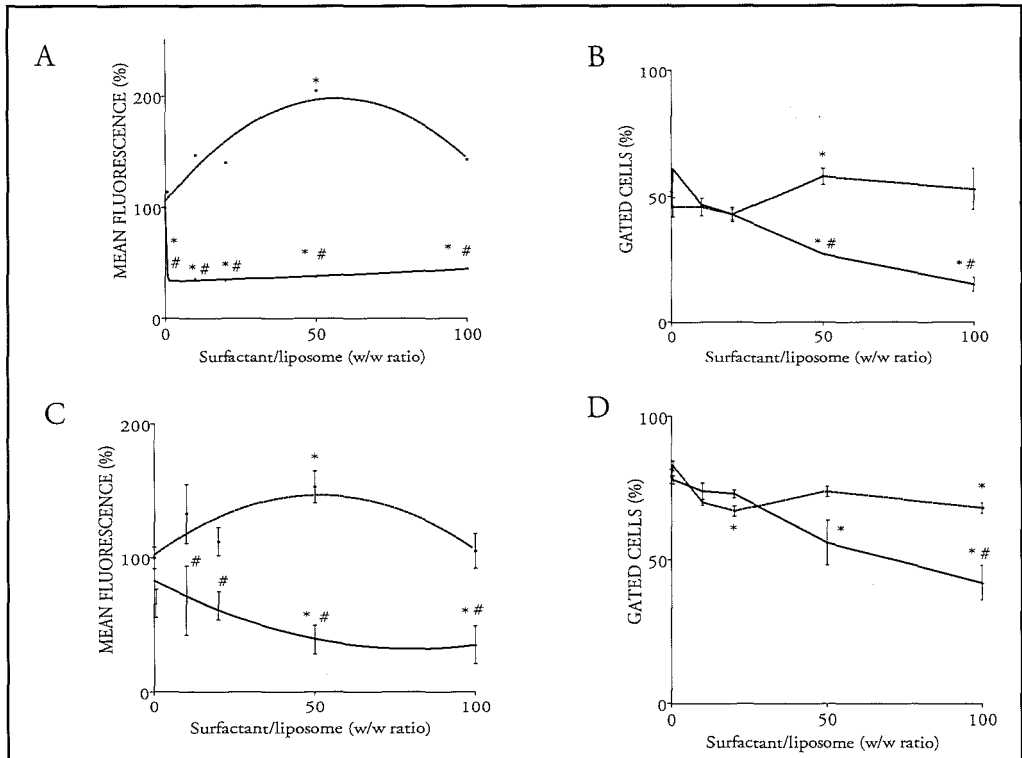 A
MEAN FLUORESCENCE (%)
200
100
0
*
*
#
* #
* #
* #
* #
0 50 100
Surfactant/liposome (w/w ratio)
B
GATED CELLS (%)
100
50
0
*
* #
* #
0 50 100
Surfactant/liposome (w/w ratio)
C
MEAN FLUORESCENCE (%)
200
100
0
*
#
#
* #
* #
0 50 100
Surfactant/liposome (w/w ratio)
D
GATED CELLS (%)
100
50
0
*
*
*
* #
0 50 100
Surfactant/liposome (w/w ratio)